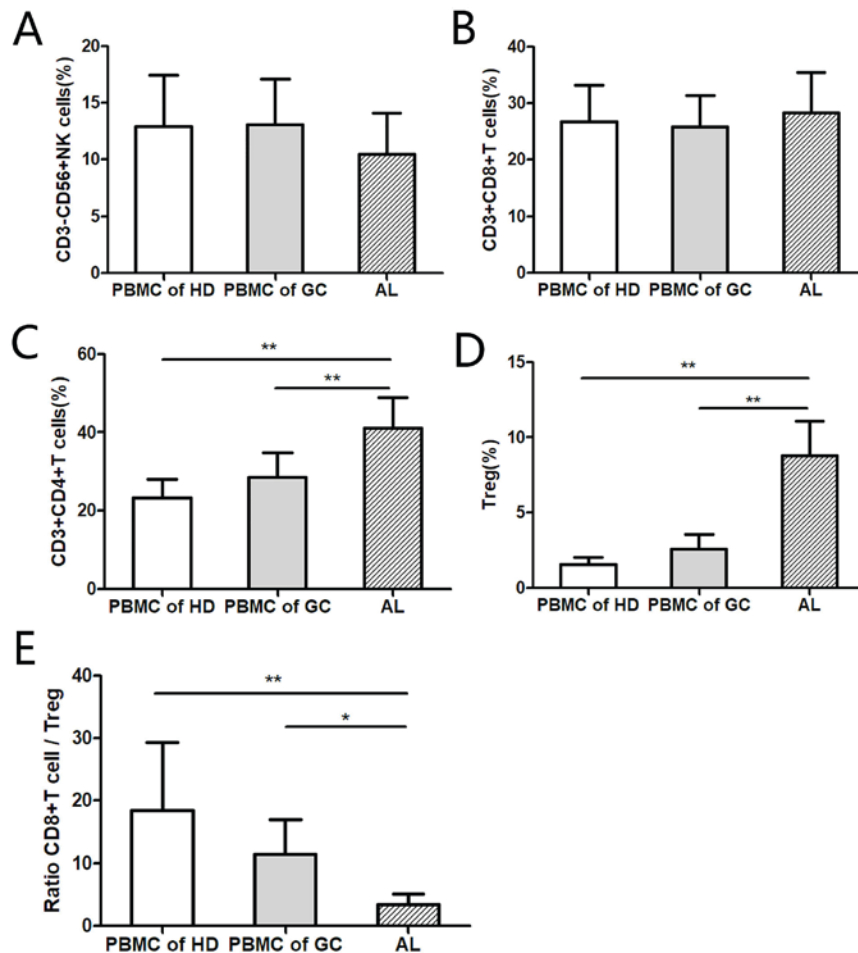 A
CD3-CD56+NK cells(%)
20
15
10
5
0
PBMC of HD PBMC of GC AL
B
CD3+CD8+T cells(%)
40
30
20
10
0
PBMC of HD PBMC of GC AL
C
CD3+CD4+T cells(%)
60
40
20
0
**
**
PBMC of HD PBMC of GC AL
D
Treg(%)
15
10
5
0
**
**
PBMC of HD PBMC of GC AL
E
Ratio CD8+T cell / Treg
40
30
20
10
0
**
*
PBMC of HD PBMC of GC AL